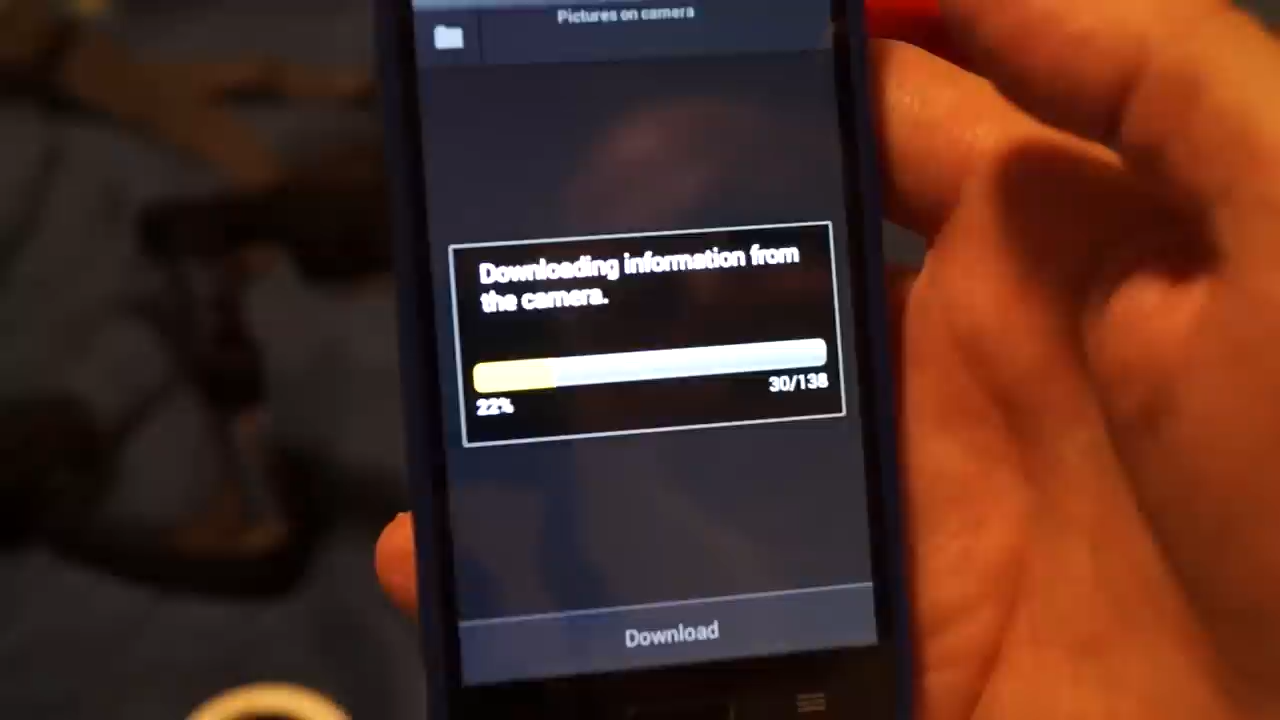 Pictures on camera
Downloading information from
the camera.
30/138
22%
Download